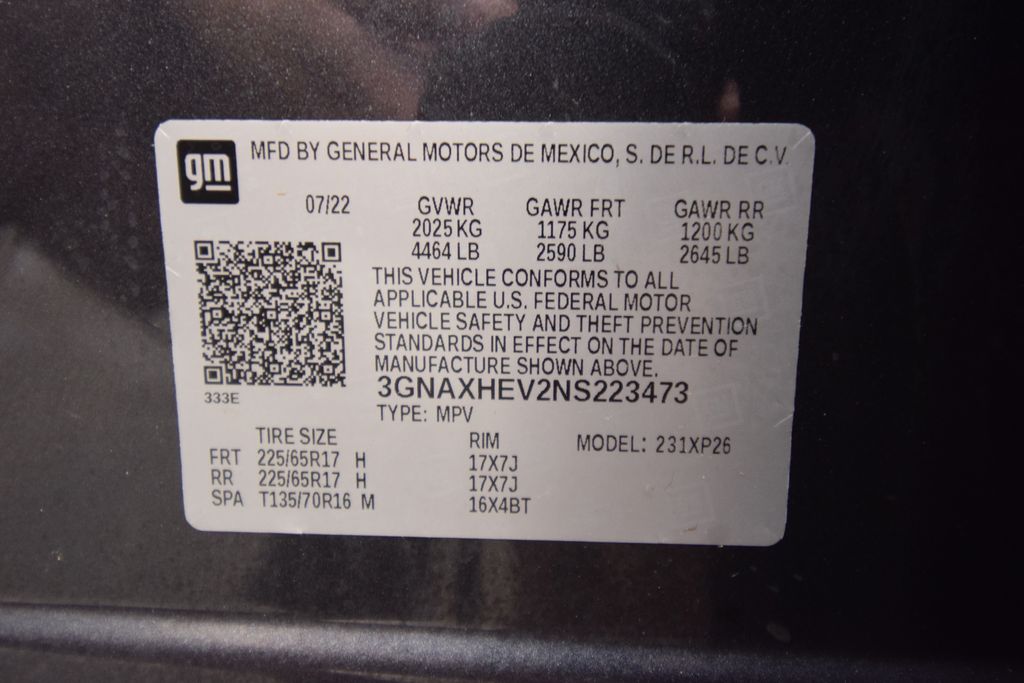 gm
MFD BY GENERAL MOTORS DE MEXICO, S. DE R.L. DE C.V.
07/22 GVWR GAWR FRT GAWR RR
2025 KG 1175 KG 1200 KG
4464 LB 2590 LB 2645 LB
THIS VEHICLE CONFORMS TO ALL
APPLICABLE U.S. FEDERAL MOTOR
VEHICLE SAFETY AND THEFT PREVENTION
STANDARDS IN EFFECT ON THE DATE OF
MANUFACTURE SHOWN ABOVE.
3GNAXHEV2NS223473
333E
TYPE: MPV
TIRE SIZE RIM MODEL: 231XP26
FRT 225/65R17 H 17X7J
RR 225/65R17 H 17X7J
SPA T135/70R16 M 16X4BT